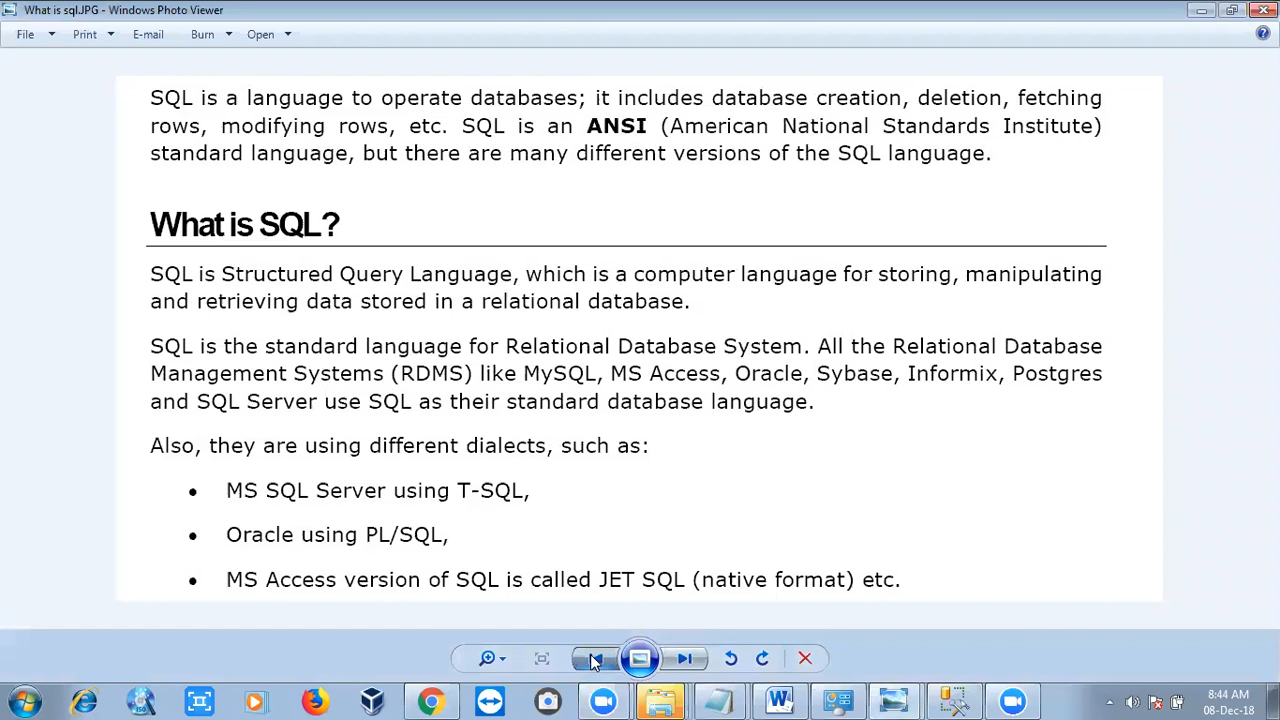 What is sql.JPG - Windows Photo Viewer
File Print E-mail Burn Open
SQL is a language to operate databases; it includes database creation, deletion, fetching
rows, modifying rows, etc. SQL is an ANSI (American National Standards Institute)
standard language, but there are many different versions of the SQL language.
What is SQL?
SQL is Structured Query Language, which is a computer language for storing, manipulating
and retrieving data stored in a relational database.
SQL is the standard language for Relational Database System. All the Relational Database
Management Systems (RDMS) like MySQL, MS Access, Oracle, Sybase, Informix, Postgres
and SQL Server use SQL as their standard database language.
Also, they are using different dialects, such as:
• MS SQL Server using T-SQL,
• Oracle using PL/SQL,
• MS Access version of SQL is called JET SQL (native format) etc.
8:44 AM
08-Dec-18